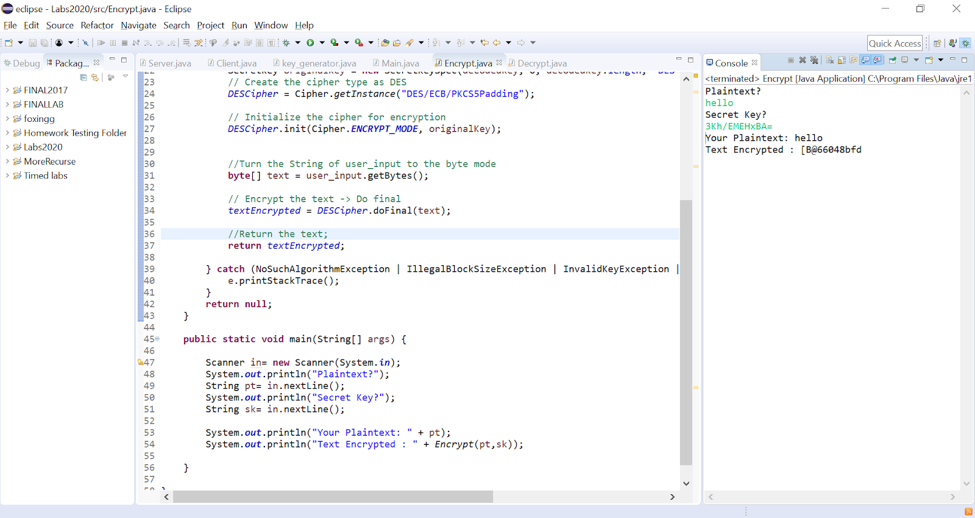 eclipse - Labs2020/src/Encrypt.java - Eclipse
File Edit Source Refactor Navigate Search Project Run Window Help
Quick Access
Debug Packag...
FINAL2017
FINALLAB
foxingg
Homework Testing Folder
Labs2020
MoreRecurse
Timed labs
Server.java Client.java key_generator.java Main.java Encrypt.java Decrypt.java
23 // Create the cipher type as DES
24 DESCipher = Cipher.getInstance("DES/ECB/PKCS5Padding");
25
26 // Initialize the cipher for encryption
27 DESCipher.init(Cipher.ENCRYPT_MODE, originalKey);
28
29
30 //Turn the String of user_input to the byte mode
31 byte[] text = user_input.getBytes();
32
33 // Encrypt the text -> Do final
34 textEncrypted = DESCipher.doFinal(text);
35
36 //Return the text;
37 return textEncrypted;
38
39 } catch (NoSuchAlgorithmException | IllegalBlockSizeException | InvalidKeyException |
40 e.printStackTrace();
41 }
42 return null;
43 }
44
45 public static void main(String[] args) {
46
47 Scanner in= new Scanner(System.in);
48 System.out.println("Plaintext?");
49 String pt= in.nextLine();
50 System.out.println("Secret Key?");
51 String sk= in.nextLine();
52
53 System.out.println("Your Plaintext: " + pt);
54 System.out.println("Text Encrypted : " + Encrypt(pt,sk));
55
56 }
57
Console
<terminated> Encrypt [Java Application] C:\Program Files\Java\jre1
Plaintext?
hello
Secret Key?
3Kh/EMEHxBA=
Your Plaintext: hello
Text Encrypted : [B@66048bfd